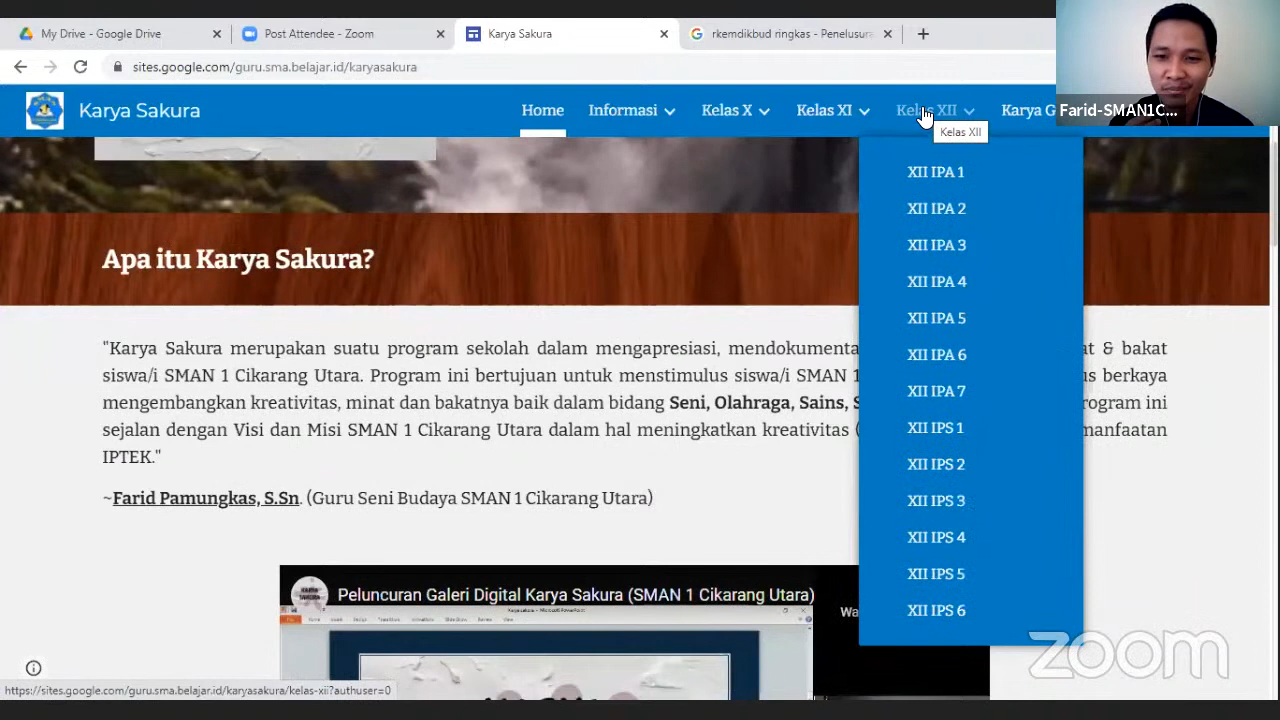 My Drive - Google Drive
Post Attendee - Zoom
Karya Sakura
rkemdikbud ringkas - Penelusura
sites.google.com/guru.sma.belajar.id/karyasakura
Karya Sakura
Home
Informasi
Kelas X
Kelas XI
Kelas XII
Karya G
Farid-SMAN1C...
Kelas XII
XII IPA 1
XII IPA 2
XII IPA 3
XII IPA 4
XII IPA 5
XII IPA 6
XII IPA 7
XII IPS 1
XII IPS 2
XII IPS 3
XII IPS 4
XII IPS 5
XII IPS 6
Apa itu Karya Sakura?
"Karya Sakura merupakan suatu program sekolah dalam mengapresiasi, mendokumenta at & bakat
siswa/i SMAN 1 Cikarang Utara. Program ini bertujuan untuk menstimulus siswa/i SMAN 1 us berkaya
mengembangkan kreativitas, minat dan bakatnya baik dalam bidang Seni, Olahraga, Sains, S rogram ini
sejalan dengan Visi dan Misi SMAN 1 Cikarang Utara dalam hal meningkatkan kreativitas ( manfaatan
IPTEK."
~Farid Pamungkas, S.Sn. (Guru Seni Budaya SMAN 1 Cikarang Utara)
Peluncuran Galeri Digital Karya Sakura (SMAN 1 Cikarang Utara)
Wa
zoom
https://sites.google.com/guru.sma.belajar.id/karyasakura/kelas-xii?authuser=0